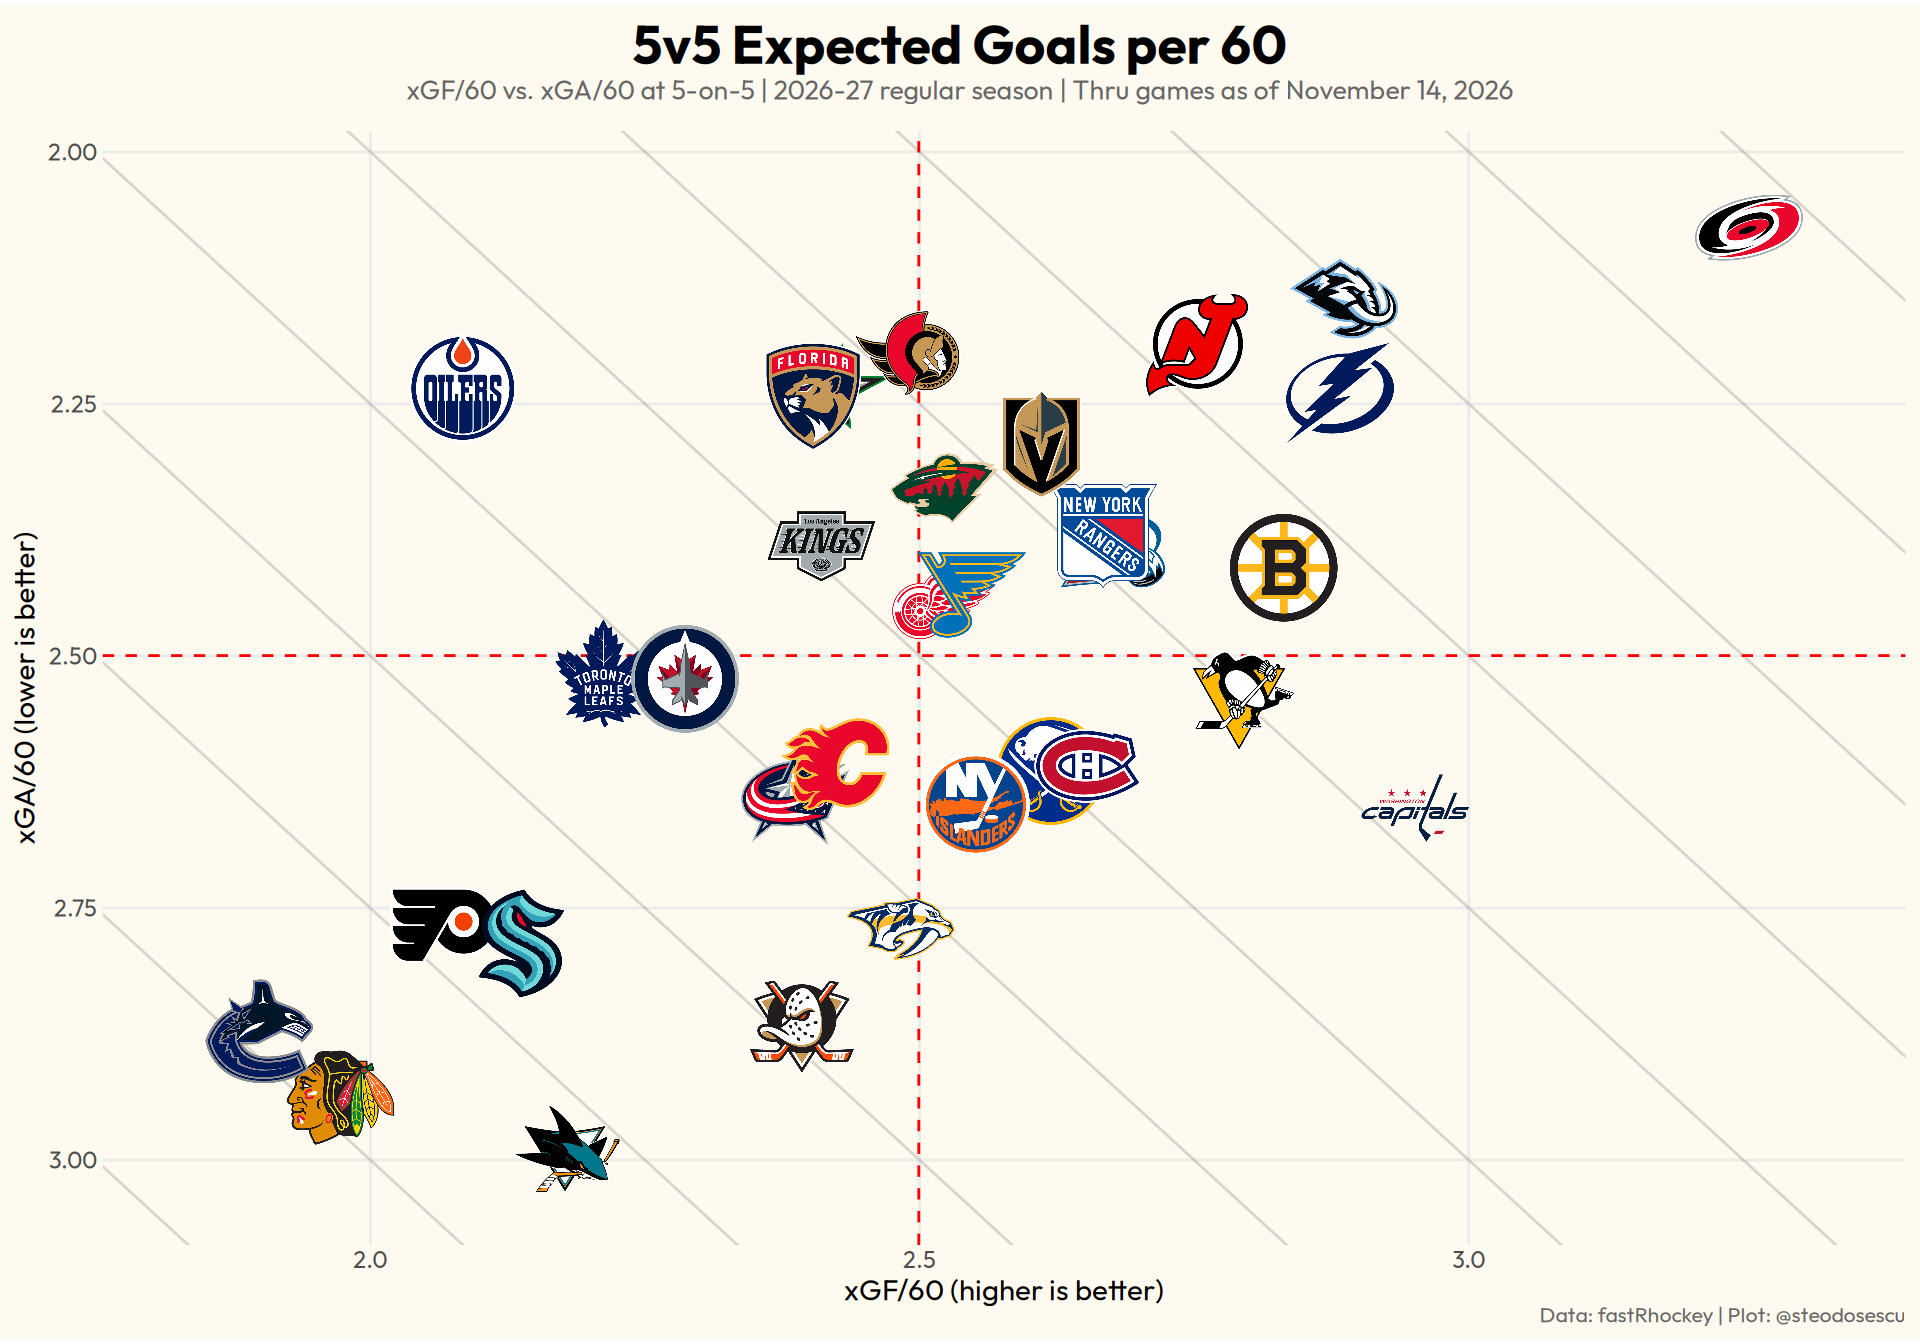 5v5 Expected Goals per 60
xGF/60 vs. xGA/60 at 5-on-5 | 2026-27 regular season | Thru games as of November 14, 2026
2.00
2.25
2.50
2.75
3.00
xGA/60 (lower is better)
OILERS
FLORIDA
NEW YORK
RANGERS
Los Angeles
KINGS
B
TORONTO
MAPLE
LEAFS
C
NY
ISLANDERS
WASHINGTON
capitals
2.0
2.5
3.0
xGF/60 (higher is better)
Data: fastRhockey | Plot: @steodosescu